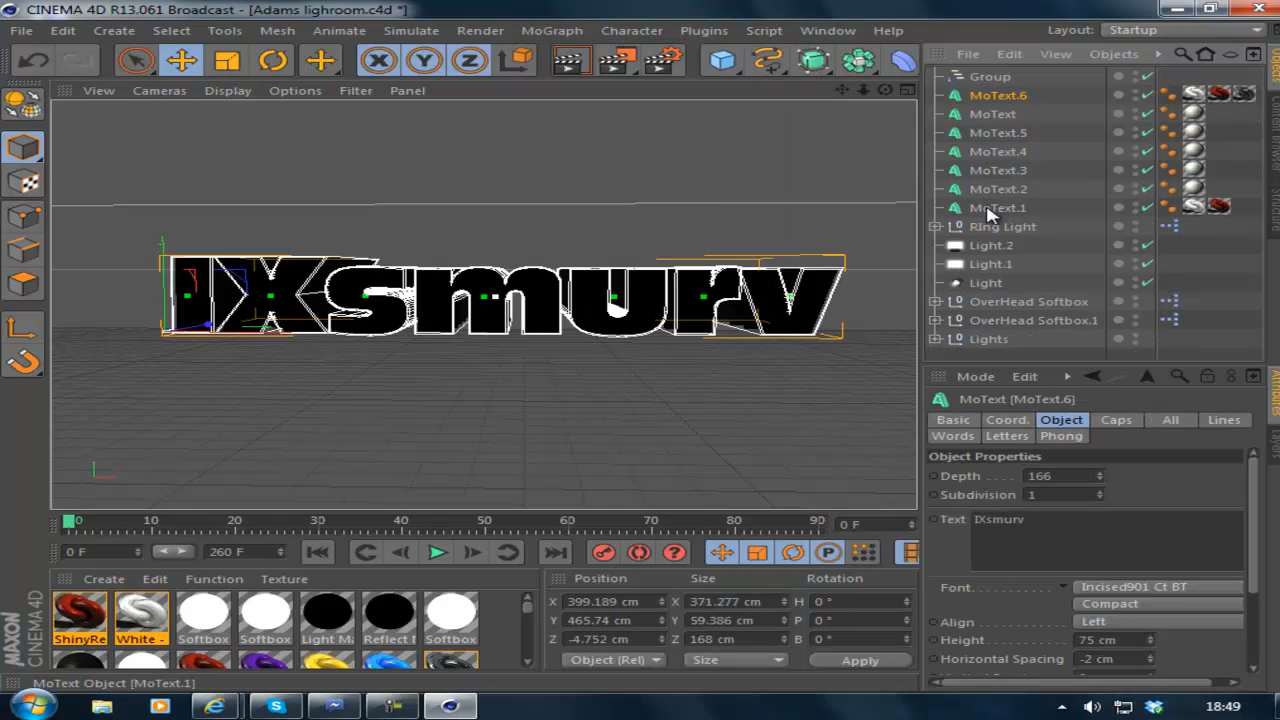 CINEMA 4D R13.061 Broadcast - [Adams lighroom.c4d *]
File Edit Create Select Tools Mesh Animate Simulate Render MoGraph Character Plugins Script Window Help Layout: Startup
X Y Z
File Edit View Objects
View Cameras Display Options Filter Panel
Group
MoText.6
MoText
MoText.5
MoText.4
MoText.3
MoText.2
MoText.1
RIng Light
Light.2
Light.1
Light
OverHead Softbox
OverHead Softbox.1
Lights
IXsmurv
Mode Edit
MoText [MoText.6]
Basic Coord. Object Caps All Lines
Words Letters Phong
Object Properties
Depth 166
Subdivision 1
Text IXsmurv
Font Incised901 Ct BT
Compact
Align Left
Height 75 cm
Horizontal Spacing -2 cm
0 10 20 30 40 50 60 70 80 90 0 F
0 F 260 F
P
Create Edit Function Texture
ShinyRe White - Softbox Softbox Light Ma Reflect M Softbox
Position Size Rotation
X 399.189 cm X 371.277 cm H 0 °
Y 465.74 cm Y 59.386 cm P 0 °
Z -4.752 cm Z 168 cm B 0 °
Object (Rel) Size Apply
MAXON
CINEMA 4D
MoText Object [MoText.1]
Objects
Content Browser
Structure
Attributes
Layers
18:49